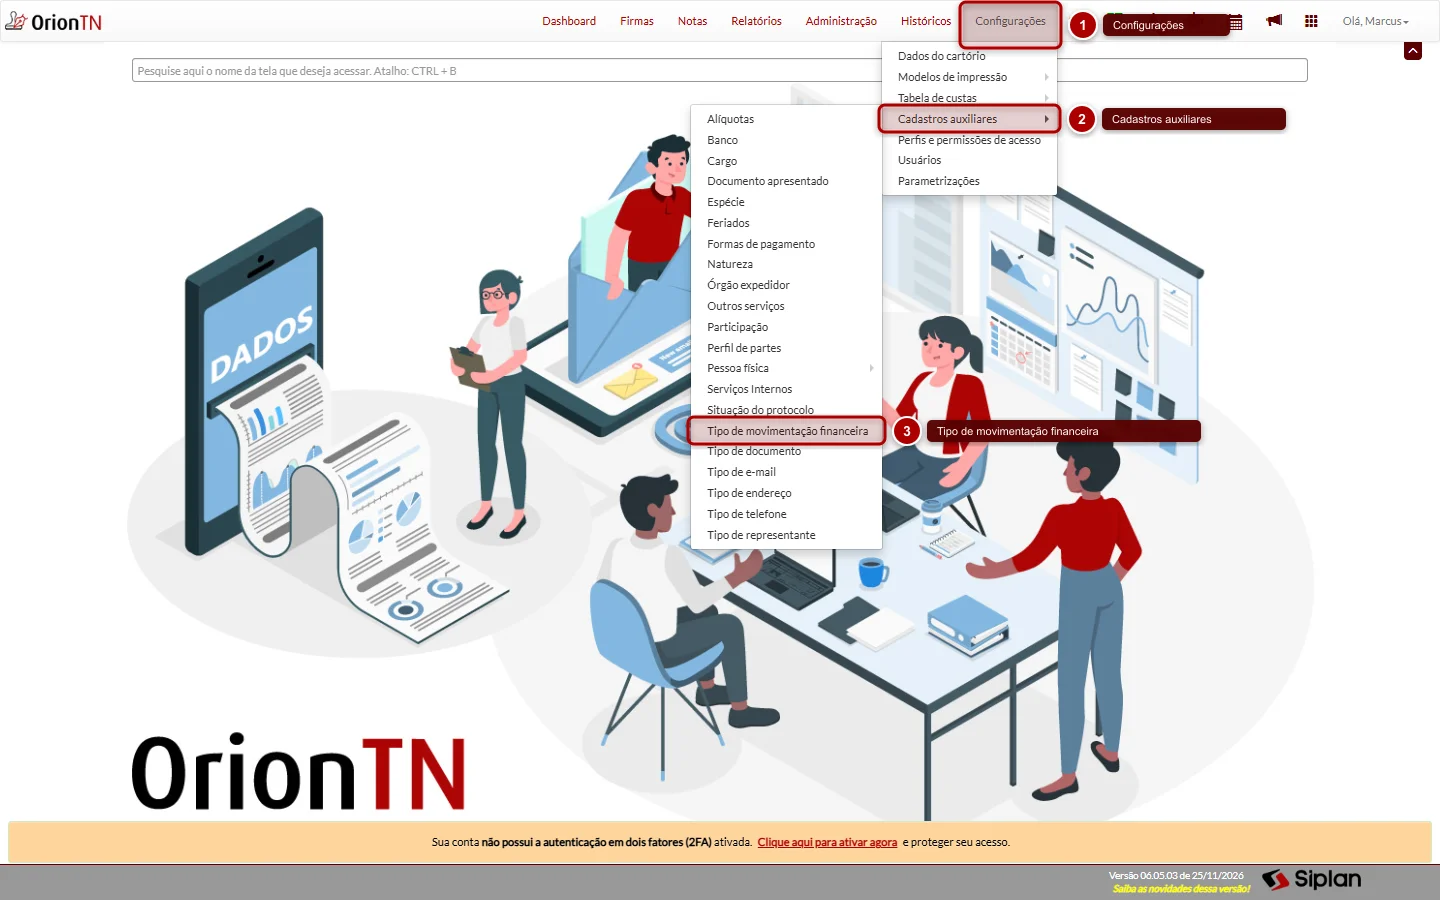 OrionTN
Dashboard
Firmas
Notas
Relatórios
Administração
Históricos
Configurações
1
Configurações
Olá, Marcus
Pesquise aqui o nome da tela que deseja acessar. Atalho: CTRL + B
Dados do cartório
Modelos de impressão
Tabela de custas
Cadastros auxiliares
2
Cadastros auxiliares
Perfis e permissões de acesso
Usuários
Parametrizações
Alíquotas
Banco
Cargo
Documento apresentado
Espécie
Feriados
Formas de pagamento
Natureza
Órgão expedidor
Outros serviços
Participação
Perfil de partes
Pessoa física
Serviços Internos
Situação do protocolo
Tipo de movimentação financeira
3
Tipo de movimentação financeira
Tipo de documento
Tipo de e-mail
Tipo de endereço
Tipo de telefone
Tipo de representante
DADOS
OrionTN
Sua conta não possui a autenticação em dois fatores (2FA) ativada. Clique aqui para ativar agora e proteger seu acesso.
Versão 06.05.03 de 25/11/2026
Saiba as novidades dessa versão!
Siplan